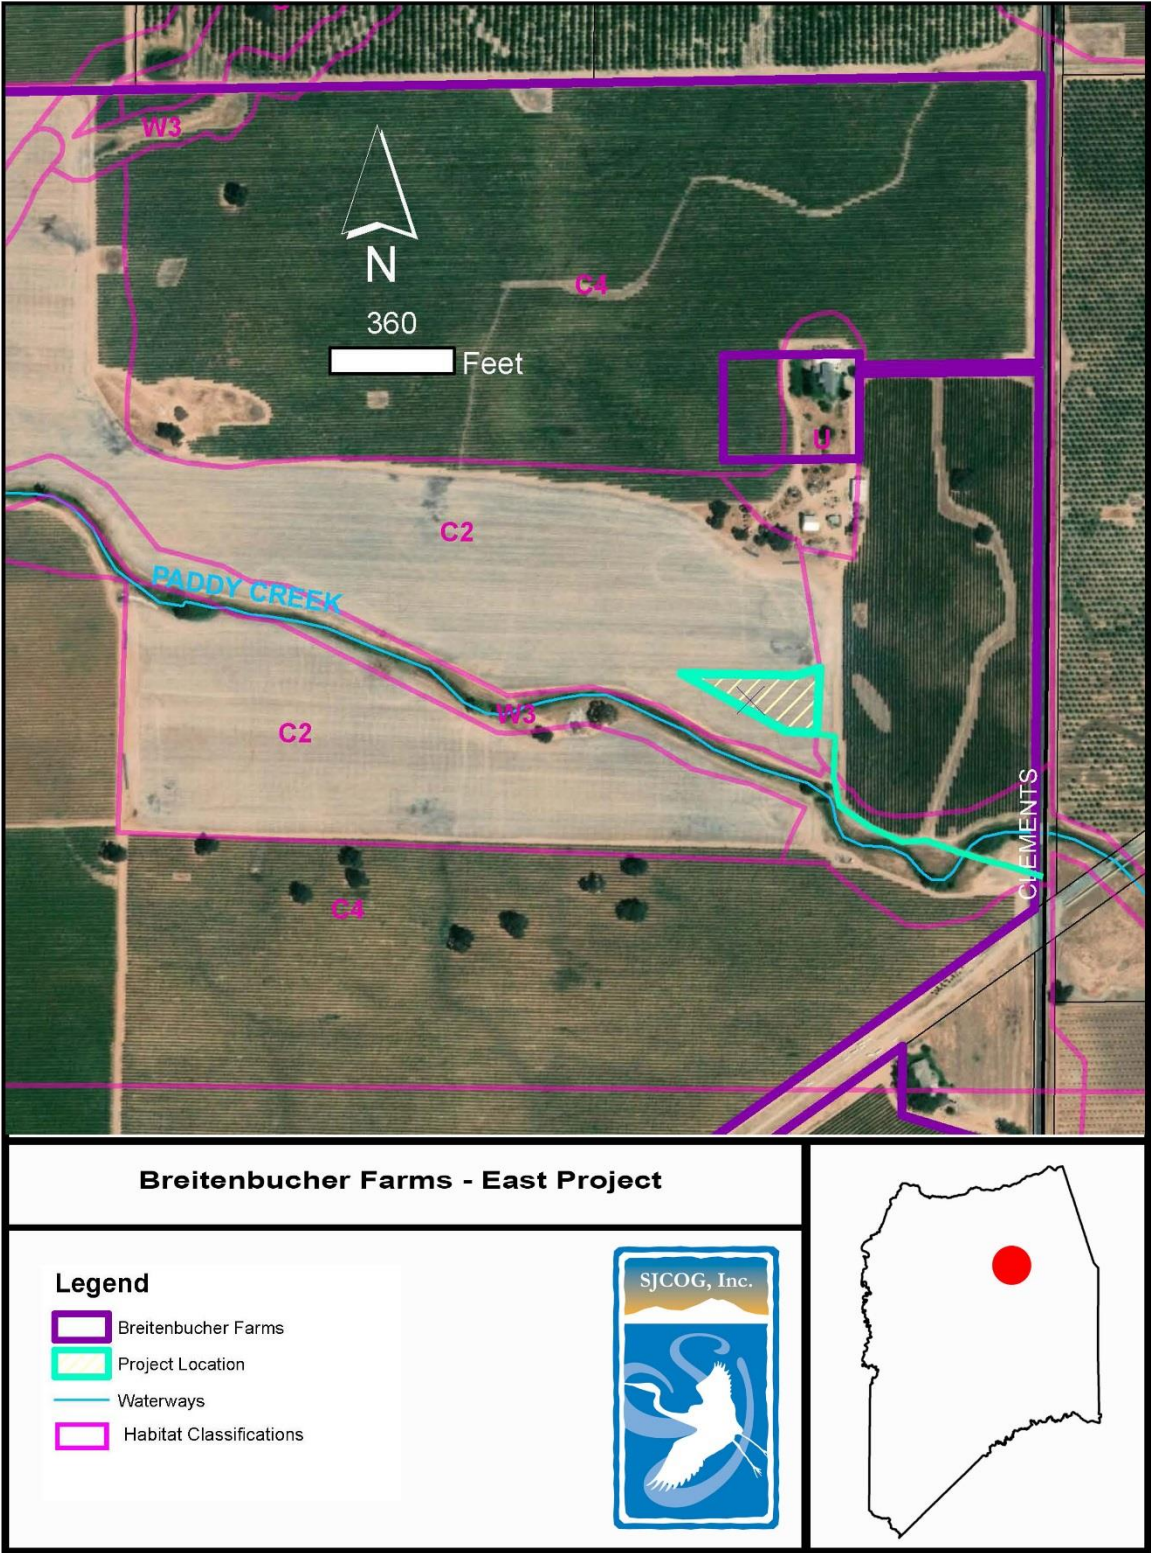 W3
N
C4
360
Feet
U
C2
PADDY CREEK
W3
C2
CLEMENTS
C4
Breitenbucher Farms - East Project
Legend
Breitenbucher Farms
Project Location
Waterways
Habitat Classifications
SJCOG, Inc.